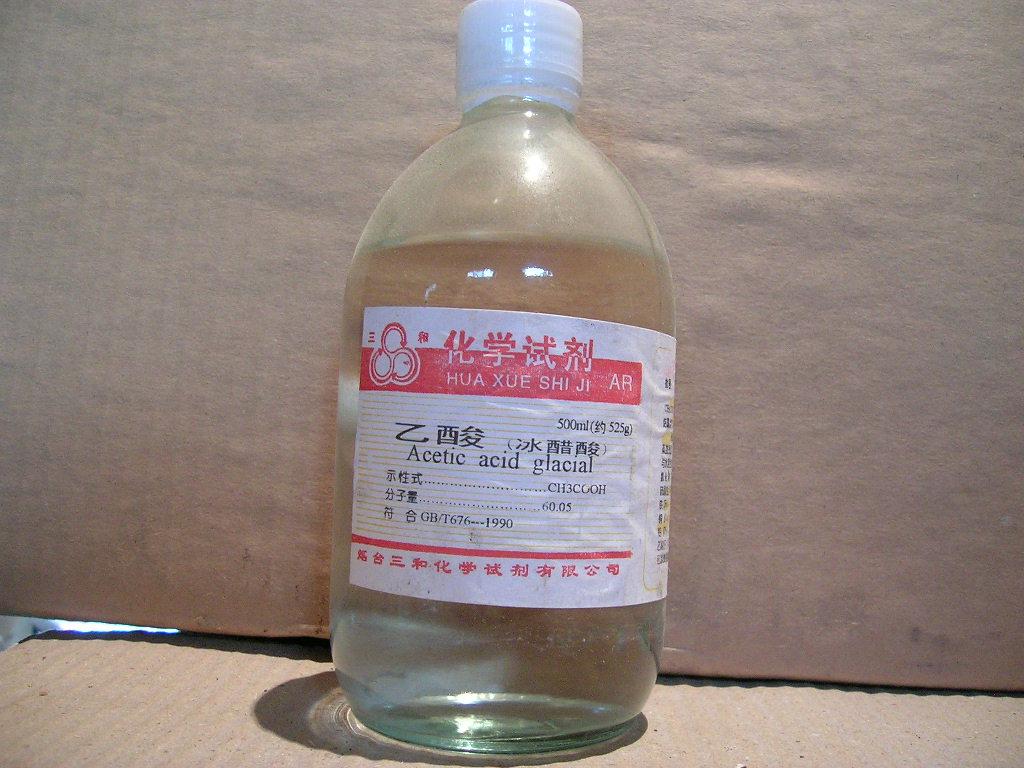 三和
化学试剂
HUA XUE SHI JI AR
500ml(约525g)
乙酸 (冰醋酸)
Acetic acid glacial
示性式..........................CH3COOH
分子量..........................60.05
符 合 GB/T676---1990
烟台三和化学试剂有限公司